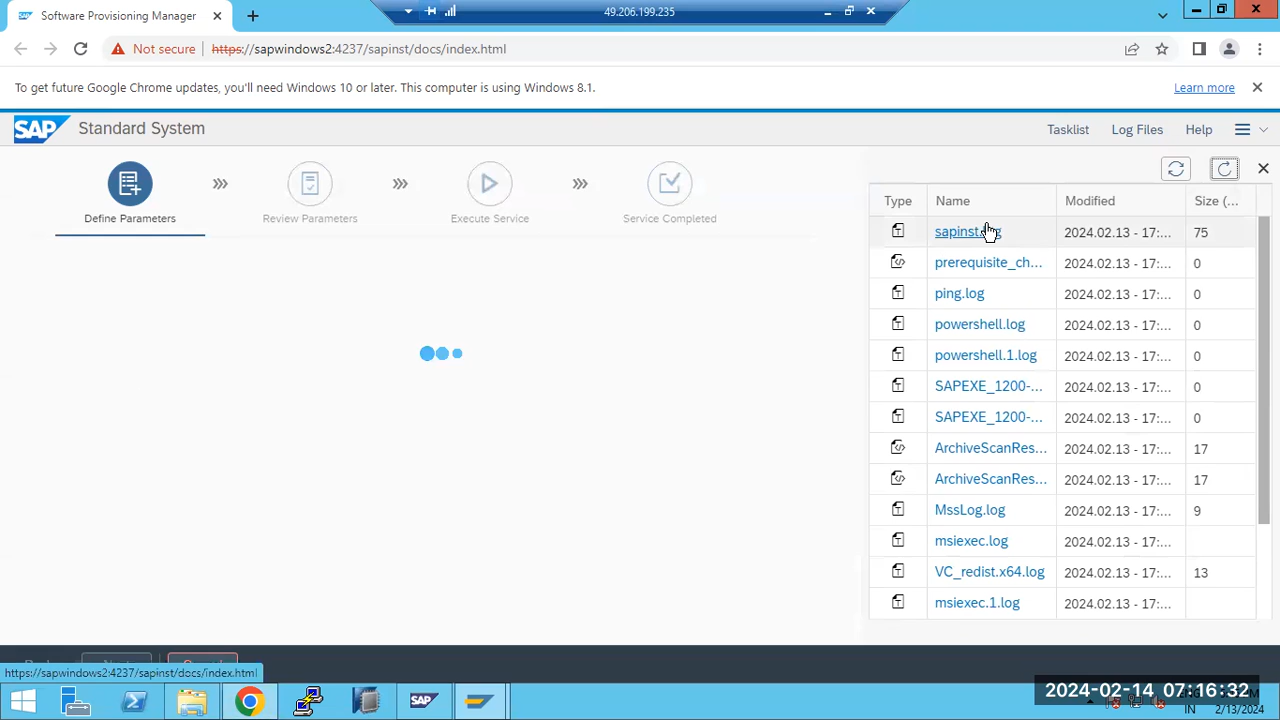 Software Provisioning Manager
49.206.199.235
Not secure https://sapwindows2:4237/sapinst/docs/index.html
To get future Google Chrome updates, you'll need Windows 10 or later. This computer is using Windows 8.1.
Learn more
SAP Standard System
Tasklist Log Files Help
Define Parameters
Review Parameters
Execute Service
Service Completed
Type Name Modified Size (...
2024.02.13 - 17:... 75
prerequisite_ch... 2024.02.13 - 17:... 0
ping.log 2024.02.13 - 17:... 0
powershell.log 2024.02.13 - 17:... 0
powershell.1.log 2024.02.13 - 17:... 0
SAPEXE_1200-... 2024.02.13 - 17:... 0
SAPEXE_1200-... 2024.02.13 - 17:... 0
ArchiveScanRes... 2024.02.13 - 17:... 17
ArchiveScanRes... 2024.02.13 - 17:... 17
MssLog.log 2024.02.13 - 17:... 9
msiexec.log 2024.02.13 - 17:...
VC_redist.x64.log 2024.02.13 - 17:... 13
msiexec.1.log 2024.02.13 - 17:...
https://sapwindows2:4237/sapinst/docs/index.html
SAP
2024-02-14 07:16:32
IN 2/13/2024